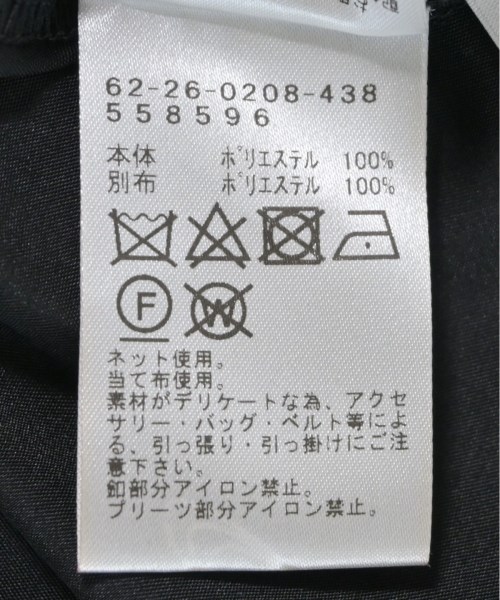 62-26-0208-438
558596
本体 ポリエステル 100%
別布 ポリエステル 100%
F W
ネット使用。
当て布使用。
素材がデリケートな為、アクセ
サリー・バッグ・ベルト等によ
る、引っ張り・引っ掛けにご注
意下さい。
釦部分アイロン禁止。
プリーツ部分アイロン禁止。